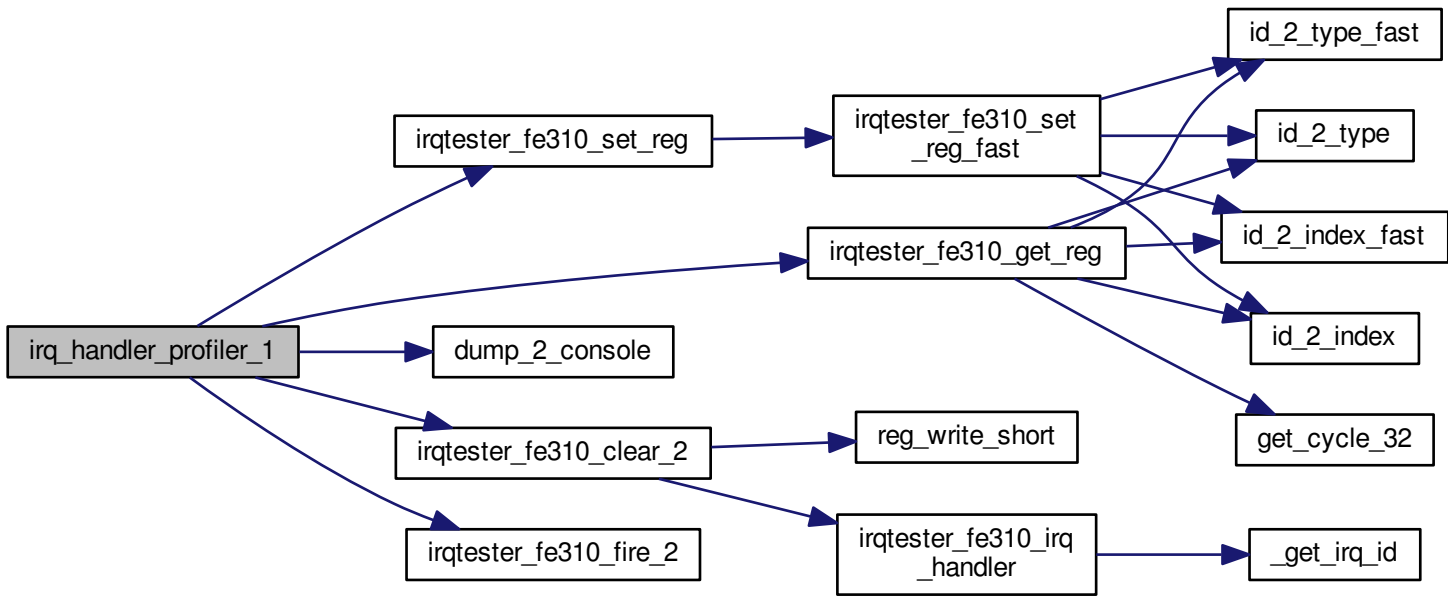 id_2_type_fast
irqtester_fe310_set
_reg_fast
irqtester_fe310_set_reg
id_2_type
id_2_index_fast
irqtester_fe310_get_reg
irq_handler_profiler_1
dump_2_console
id_2_index
irqtester_fe310_clear_2
reg_write_short
get_cycle_32
irqtester_fe310_fire_2
irqtester_fe310_irq
_handler
_get_irq_id